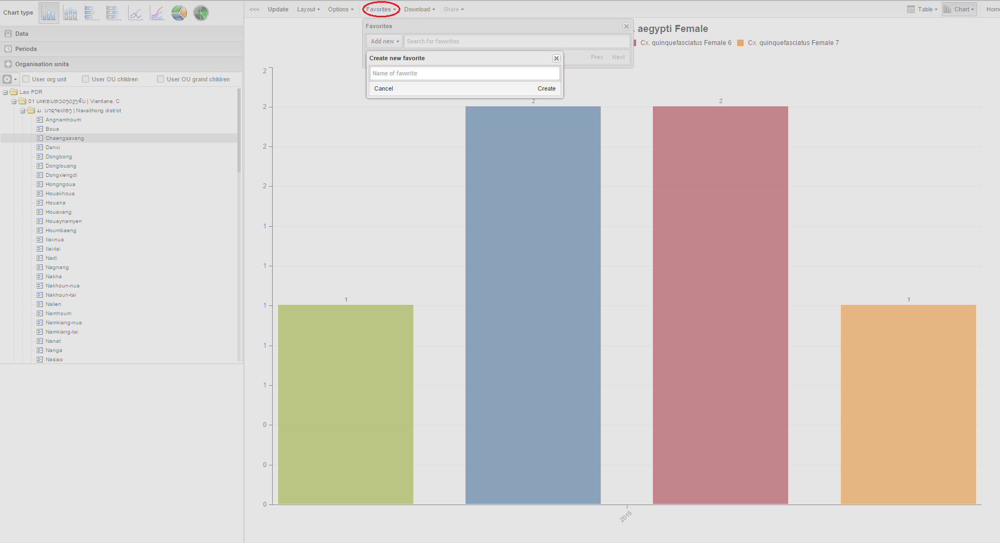 Chart type
<<< Update Layout Options Favorites Download Share Table Chart Home
Data
Periods
Organisation units
User org unit User OU children User OU grand children
Lao PDR
01 ນະຄອນຫລວງວຽງຈັນ | Vientiane. C
ມ. ນາຊາຍທອງ | Naxaithong district
Angnamhoum
Boua
Chaengsavang
Danxi
Dongbong
Donglouang
Dongxiengdi
Hongngoua
Houakhoua
Houana
Houaxang
Houaynamyen
Houmbaeng
Ilai-nua
Ilai-tai
Nadi
Nagnang
Nakha
Nakhoun-nua
Nakhoun-tai
Nalien
Namhoum
Namkiang-nua
Namkiang-tai
Nanat
Nanga
Nasiao
Favorites
Add new Search for favorites
Prev Next
Create new favorite
Name of favorite
Cancel Create
. aegypti Female
Cx. quinquefasciatus Female 6 Cx. quinquefasciatus Female 7
2
2
2
2
1
1
1
1
1
0
0
0
1
2
2
1
2015